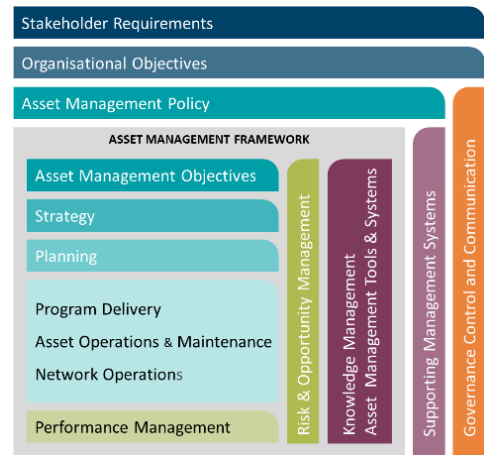 Stakeholder Requirements
Organisational Objectives
Asset Management Policy
ASSET MANAGEMENT FRAMEWORK
Asset Management Objectives
Strategy
Planning
Program Delivery
Asset Operations & Maintenance
Network Operations
Performance Management
Risk & Opportunity Management
Knowledge Management
Asset Management Tools & Systems
Supporting Management Systems
Governance Control and Communication